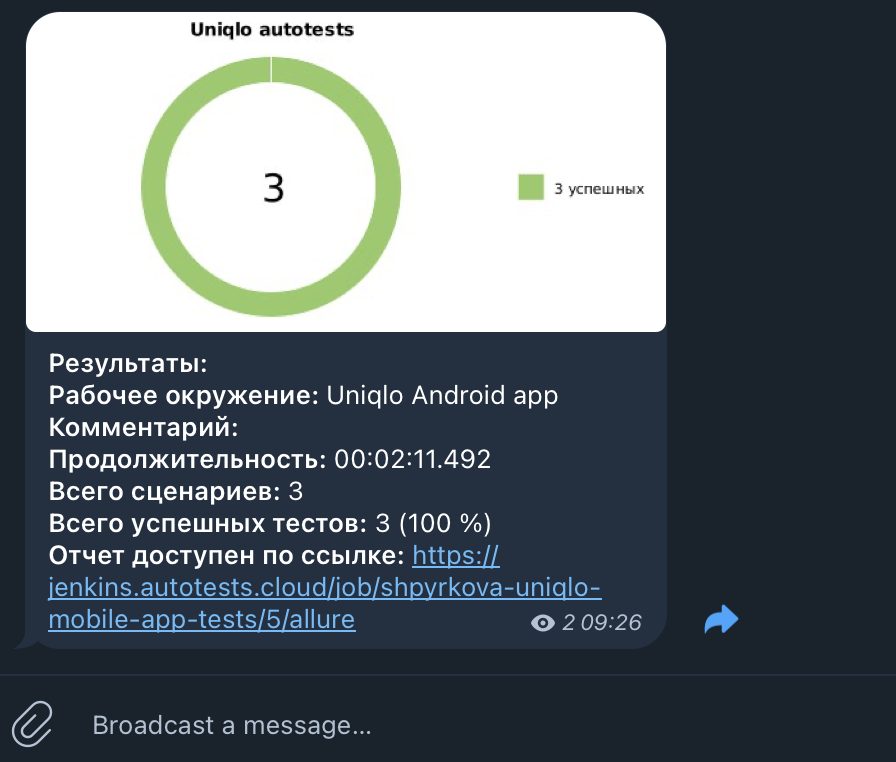 Uniqlo autotests
3
3 успешных
Результаты:
Рабочее окружение: Uniqlo Android app
Комментарий:
Продолжительность: 00:02:11.492
Всего сценариев: 3
Всего успешных тестов: 3 (100 %)
Отчет доступен по ссылке: https://
jenkins.autotests.cloud/job/shpyrkova-uniqlo-
mobile-app-tests/5/allure
2 09:26
Broadcast a message...